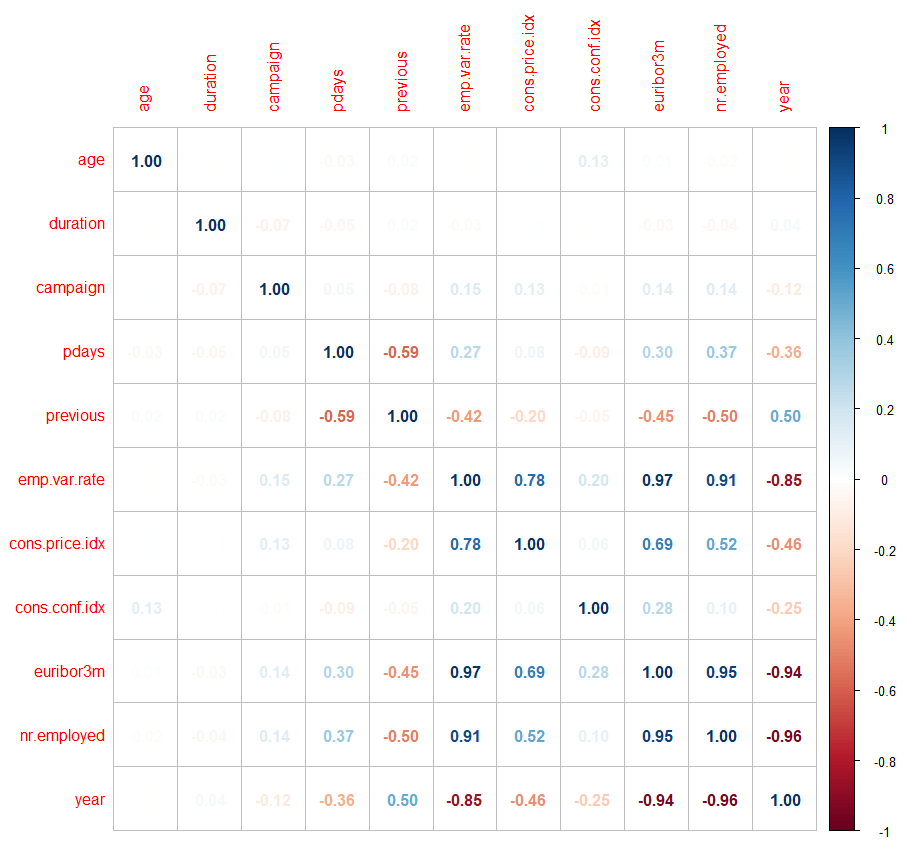 age duration campaign pdays previous emp.var.rate cons.price.idx cons.conf.idx euribor3m nr.employed year
age 1.00 -0.03 0.02 0.13
duration 1.00 -0.07 -0.05 0.02 -0.03 -0.03 -0.04 0.04
campaign -0.07 1.00 0.05 -0.08 0.15 0.13 0.14 0.14 -0.12
pdays -0.03 -0.05 0.05 1.00 -0.59 0.27 0.08 -0.09 0.30 0.37 -0.36
previous 0.02 0.02 -0.08 -0.59 1.00 -0.42 -0.20 -0.05 -0.45 -0.50 0.50
emp.var.rate -0.03 0.15 0.27 -0.42 1.00 0.78 0.20 0.97 0.91 -0.85
cons.price.idx 0.13 0.08 -0.20 0.78 1.00 0.06 0.69 0.52 -0.46
cons.conf.idx 0.13 -0.09 -0.05 0.20 0.06 1.00 0.28 0.10 -0.25
euribor3m -0.03 0.14 0.30 -0.45 0.97 0.69 0.28 1.00 0.95 -0.94
nr.employed -0.04 0.14 0.37 -0.50 0.91 0.52 0.10 0.95 1.00 -0.96
year 0.04 -0.12 -0.36 0.50 -0.85 -0.46 -0.25 -0.94 -0.96 1.00
1
0.8
0.6
0.4
0.2
0
-0.2
-0.4
-0.6
-0.8
-1